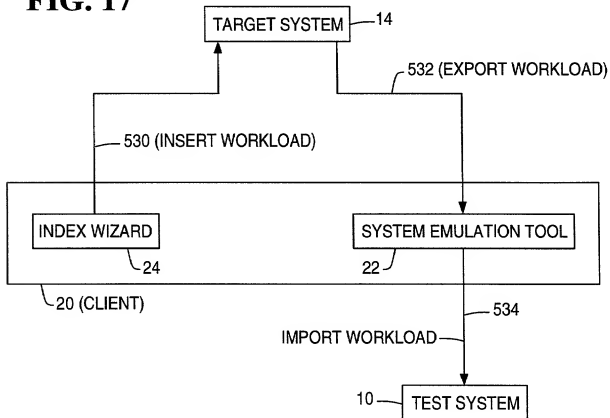 FIG. 17
TARGET SYSTEM
14
532 (EXPORT WORKLOAD)
530 (INSERT WORKLOAD)
INDEX WIZARD
SYSTEM EMULATION TOOL
24
22
20 (CLIENT)
534
IMPORT WORKLOAD
10
TEST SYSTEM